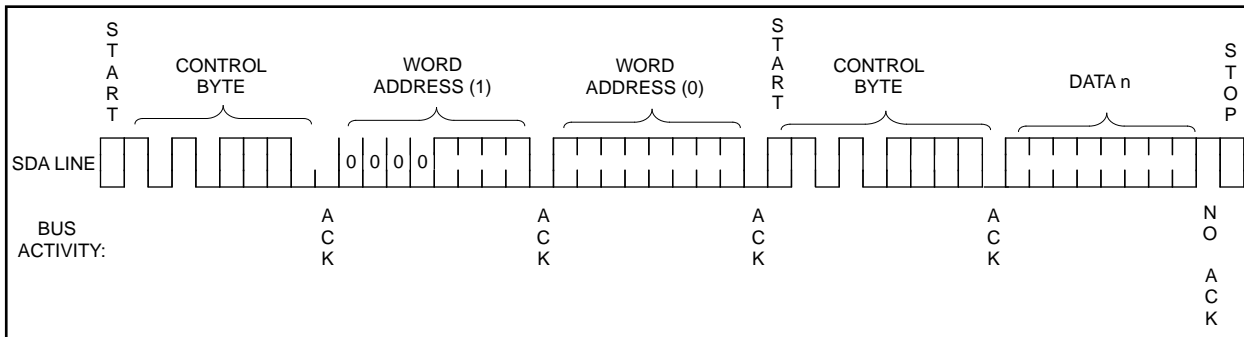 START
CONTROL
BYTE
WORD
ADDRESS (1)
WORD
ADDRESS (0)
START
CONTROL
BYTE
DATA n
STOP
SDA LINE
0 0 0 0
BUS
ACTIVITY:
ACK
ACK
ACK
ACK
NO ACK